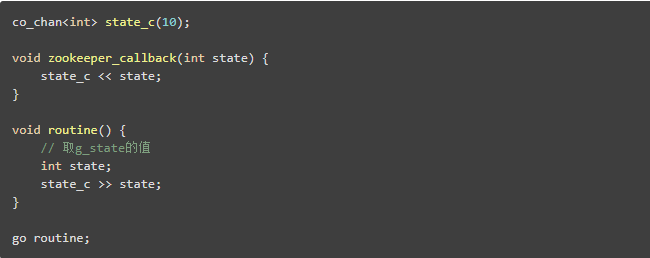 co_chan<int> state_c(10);
void zookeeper_callback(int state) {
    state_c << state;
}
void routine() {
    // 取g_state的值
    int state;
    state_c >> state;
}
go routine;